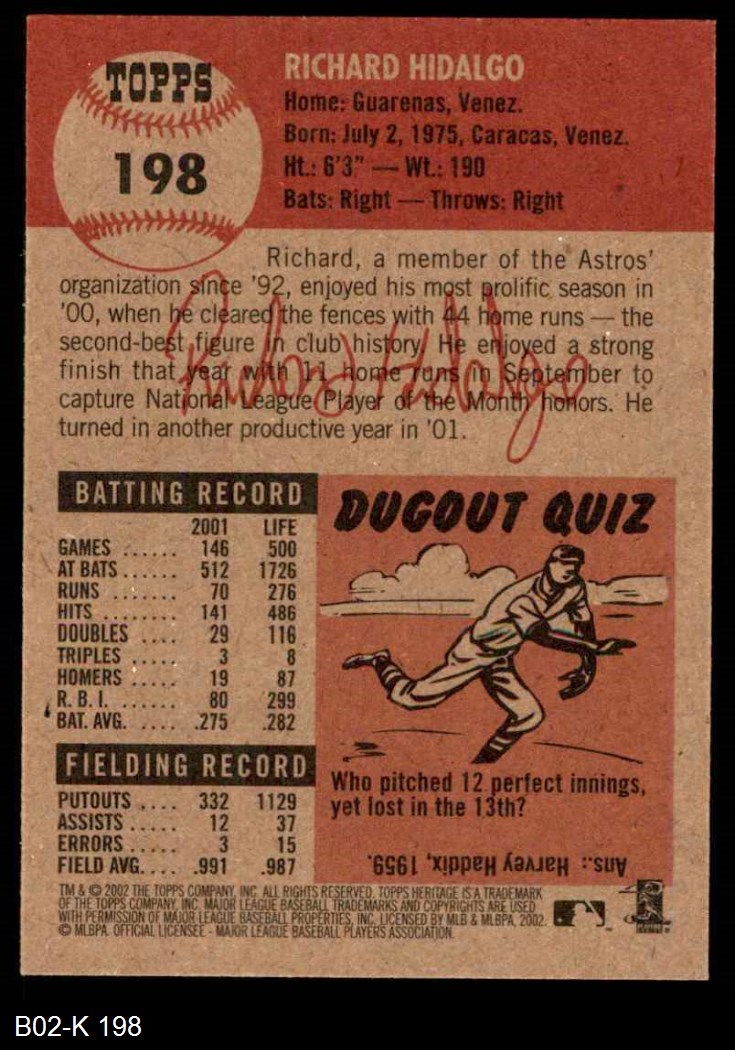 TOPPS
198
RICHARD HIDALGO
Home: Guarenas, Venez.
Born: July 2, 1975, Caracas, Venez.
Ht.: 6'3" — Wt.: 190
Bats: Right — Throws: Right
Richard, a member of the Astros'
organization since '92, enjoyed his most prolific season in
'00, when he cleared the fences with 44 home runs — the
second-best figure in club history. He enjoyed a strong
finish that year with 11 home runs in September to
capture National League Player of the Month honors. He
turned in another productive year in '01.
Richard Hidalgo
BATTING RECORD
2001 LIFE
GAMES ...... 146 500
AT BATS ...... 512 1726
RUNS ...... 70 276
HITS ........ 141 486
DOUBLES .... 29 116
TRIPLES ..... 3 8
HOMERS ..... 19 87
R. B. I. ...... 80 299
BAT. AVG. .... .275 .282
FIELDING RECORD
PUTOUTS .... 332 1129
ASSISTS ..... 12 37
ERRORS ..... 3 15
FIELD AVG. ... .991 .987
DUGOUT QUIZ
Who pitched 12 perfect innings,
yet lost in the 13th?
Ans.: Harvey Haddix, 1959.
TM & © 2002 THE TOPPS COMPANY, INC. ALL RIGHTS RESERVED. TOPPS HERITAGE IS A TRADEMARK
OF THE TOPPS COMPANY, INC. MAJOR LEAGUE BASEBALL TRADEMARKS AND COPYRIGHTS ARE USED
WITH PERMISSION OF MAJOR LEAGUE BASEBALL PROPERTIES, INC. LICENSED BY MLB & MLBPA, 2002.
© MLBPA. OFFICIAL LICENSEE - MAJOR LEAGUE BASEBALL PLAYERS ASSOCIATION.
B02-K 198